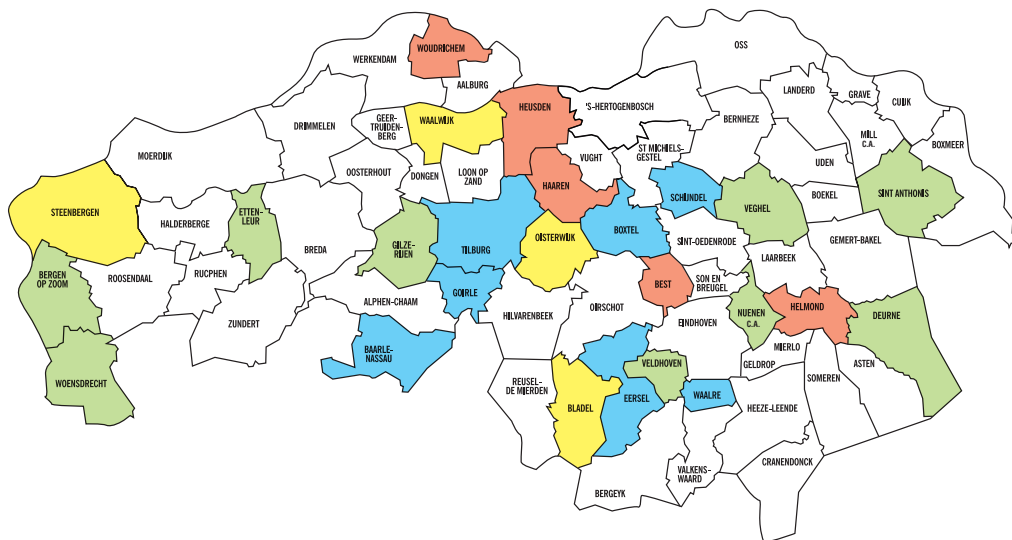 WOUDRICHEM
OSS
WERKENDAM
AALBURG
LANDERD
GRAVE
CUIJK
HEUSDEN
'S-HERTOGENBOSCH
WAALWIJK
GEER-
TRUIDEN-
BERG
BERNHEZE
DRIMMELEN
MILL
C.A.
BOXMEER
ST MICHIELS-
GESTEL
VUGHT
MOERDIJK
UDEN
OOSTERHOUT
DONGEN
LOON OP
ZAND
HAAREN
SCHIJNDEL
BOEKEL
SINT ANTHONIS
VEGHEL
STEENBERGEN
HALDERBERGE
ETTEN-
LEUR
BREDA
GILZE-
RIJEN
TILBURG
OISTERWIJK
BOXTEL
SINT-OEDENRODE
GEMERT-BAKEL
LAARBEEK
BERGEN
OP ZOOM
ROOSENDAAL
RUCPHEN
SON EN
BREUGEL
BEST
GOIRLE
ALPHEN-CHAAM
OIRSCHOT
HILVARENBEEK
NUENEN
C.A.
HELMOND
DEURNE
ZUNDERT
EINDHOVEN
MIERLO
BAARLE-
NASSAU
WOENSDRECHT
VELDHOVEN
GELDROP
SOMEREN
ASTEN
REUSEL-
DE MIERDEN
BLADEL
EERSEL
WAALRE
HEEZE-LEENDE
CRANENDONCK
VALKENS-
WAARD
BERGEYK